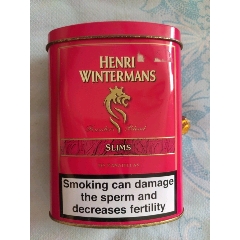 HENRI
WINTERMANS
SLIMS
Smoking can damage
the sperm and
decreases fertility